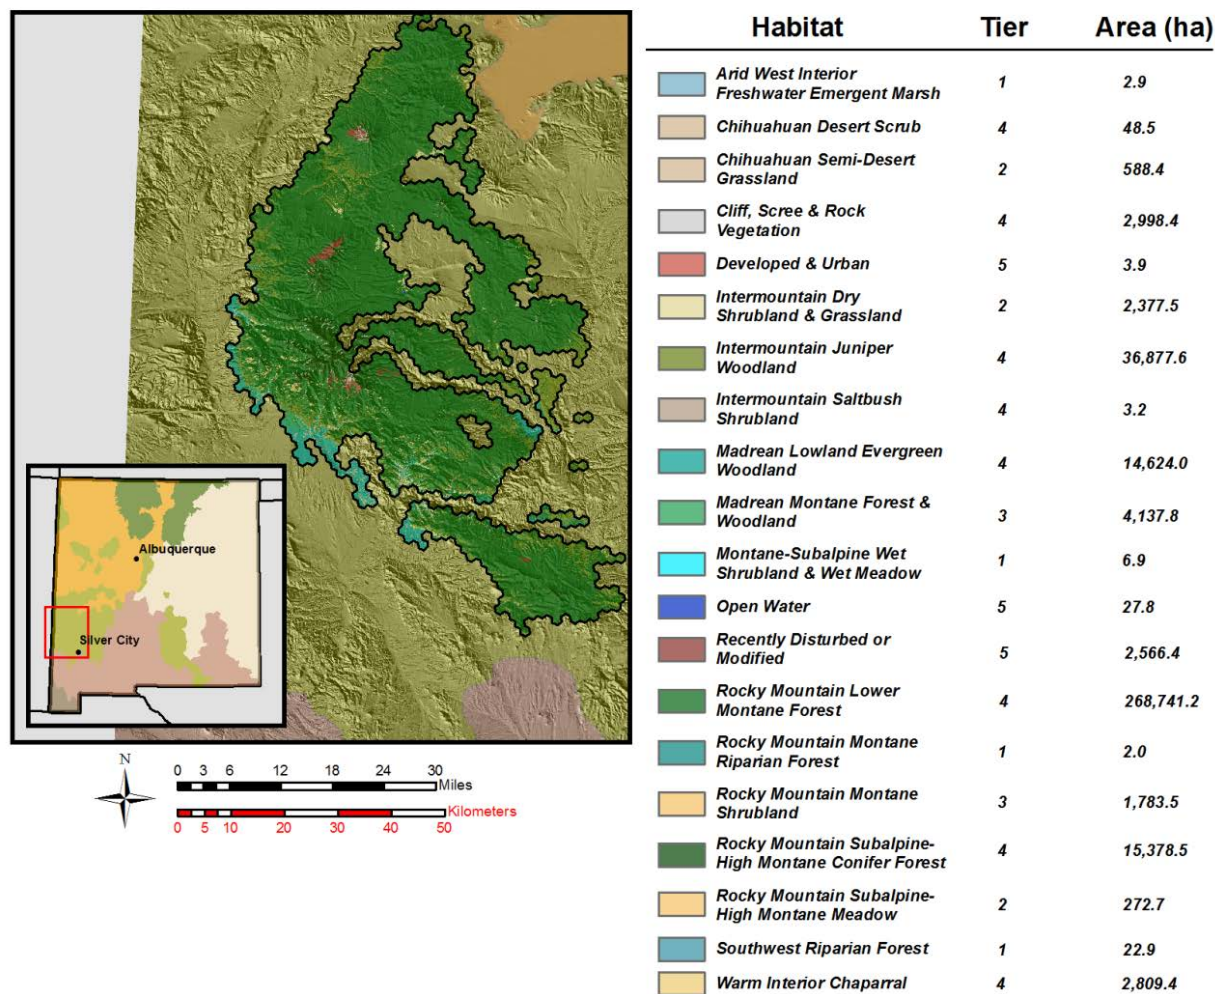 Habitat Tier Area (ha)
Arid West Interior
Freshwater Emergent Marsh 1 2.9
Chihuahuan Desert Scrub 4 48.5
Chihuahuan Semi-Desert
Grassland 2 588.4
Cliff, Scree & Rock
Vegetation 4 2,998.4
Developed & Urban 5 3.9
Intermountain Dry
Shrubland & Grassland 2 2,377.5
Intermountain Juniper
Woodland 4 36,877.6
Intermountain Saltbush
Shrubland 4 3.2
Madrean Lowland Evergreen
Woodland 4 14,624.0
Madrean Montane Forest &
Woodland 3 4,137.8
Montane-Subalpine Wet
Shrubland & Wet Meadow 1 6.9
Open Water 5 27.8
Recently Disturbed or
Modified 5 2,566.4
Rocky Mountain Lower
Montane Forest 4 268,741.2
Rocky Mountain Montane
Riparian Forest 1 2.0
Rocky Mountain Montane
Shrubland 3 1,783.5
Rocky Mountain Subalpine-
High Montane Conifer Forest 4 15,378.5
Rocky Mountain Subalpine-
High Montane Meadow 2 272.7
Southwest Riparian Forest 1 22.9
Warm Interior Chaparral 4 2,809.4
Albuquerque
Silver City
N
0 3 6 12 18 24 30
Miles
Kilometers
0 5 10 20 30 40 50